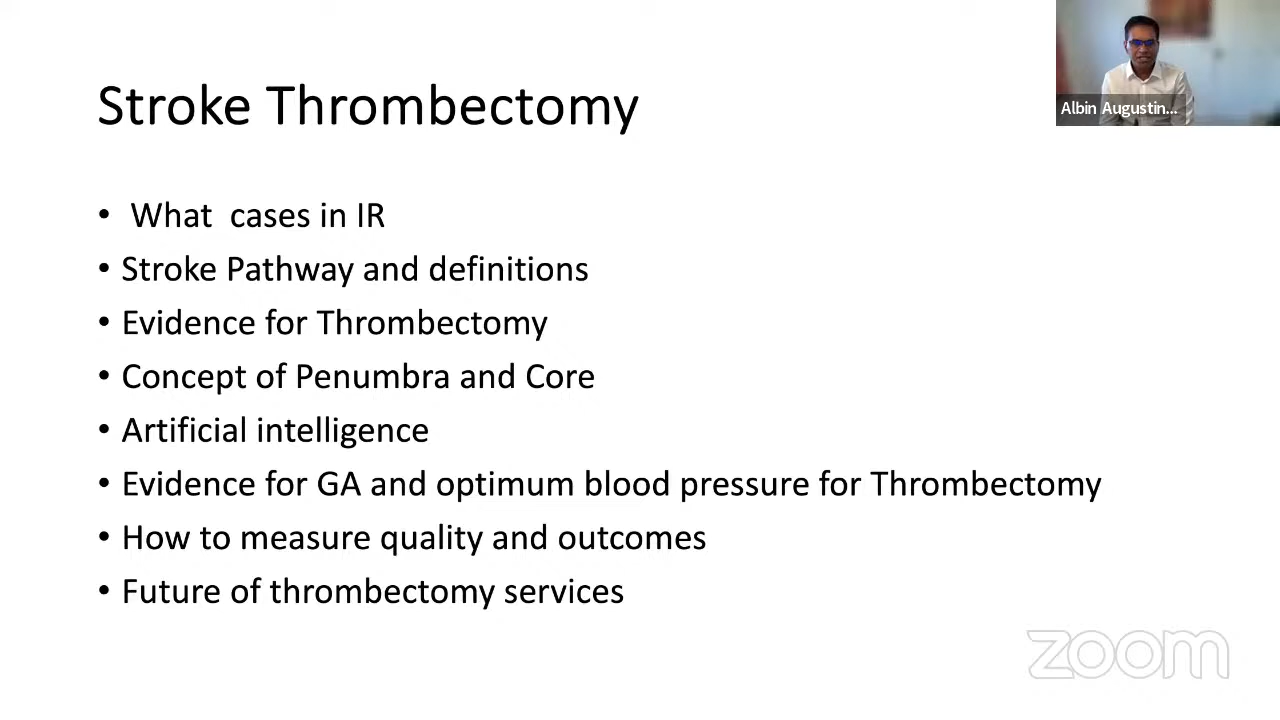 Stroke Thrombectomy
Albin Augustin...
• What cases in IR
• Stroke Pathway and definitions
• Evidence for Thrombectomy
• Concept of Penumbra and Core
• Artificial intelligence
• Evidence for GA and optimum blood pressure for Thrombectomy
• How to measure quality and outcomes
• Future of thrombectomy services
zoom